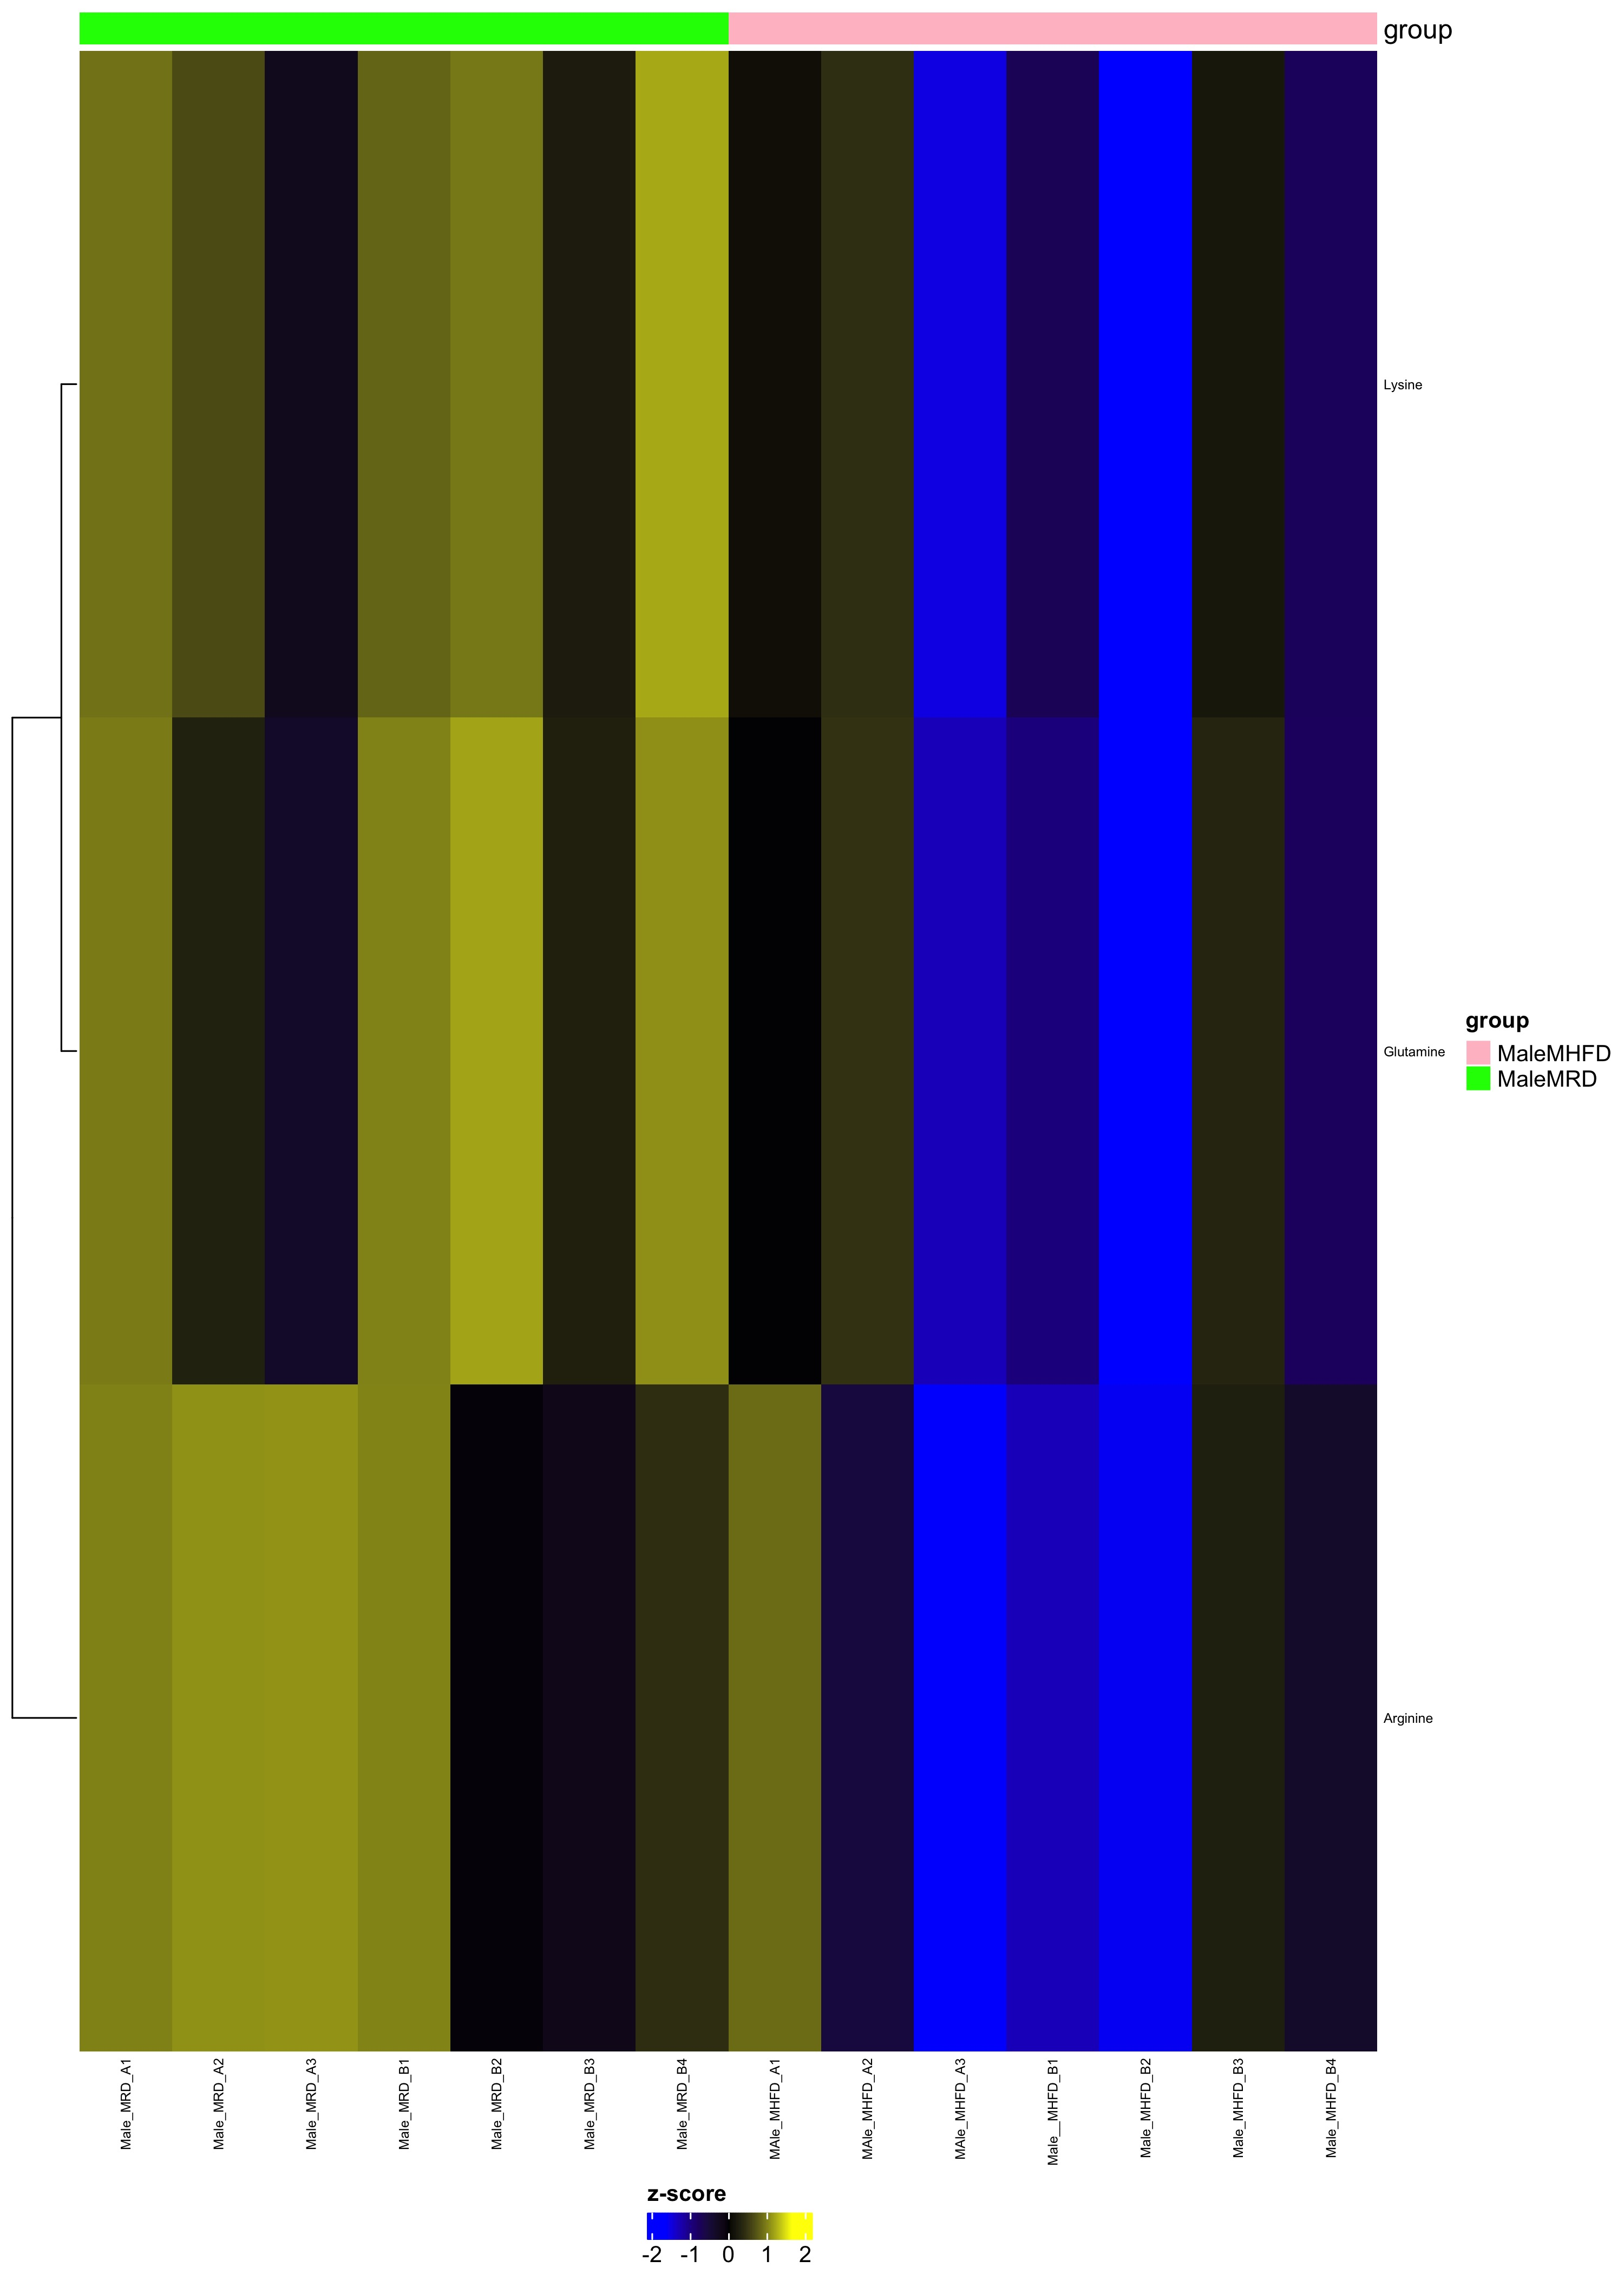 group
Lysine
Glutamine
group
MaleMHFD
MaleMRD
Arginine
Male_MRD_A1
Male_MRD_A2
Male_MRD_A3
Male_MRD_B1
Male_MRD_B2
Male_MRD_B3
Male_MRD_B4
MAle_MHFD_A1
MAle_MHFD_A2
MAle_MHFD_A3
Male__MHFD_B1
Male_MHFD_B2
Male_MHFD_B3
Male_MHFD_B4
z-score
-2 -1 0 1 2